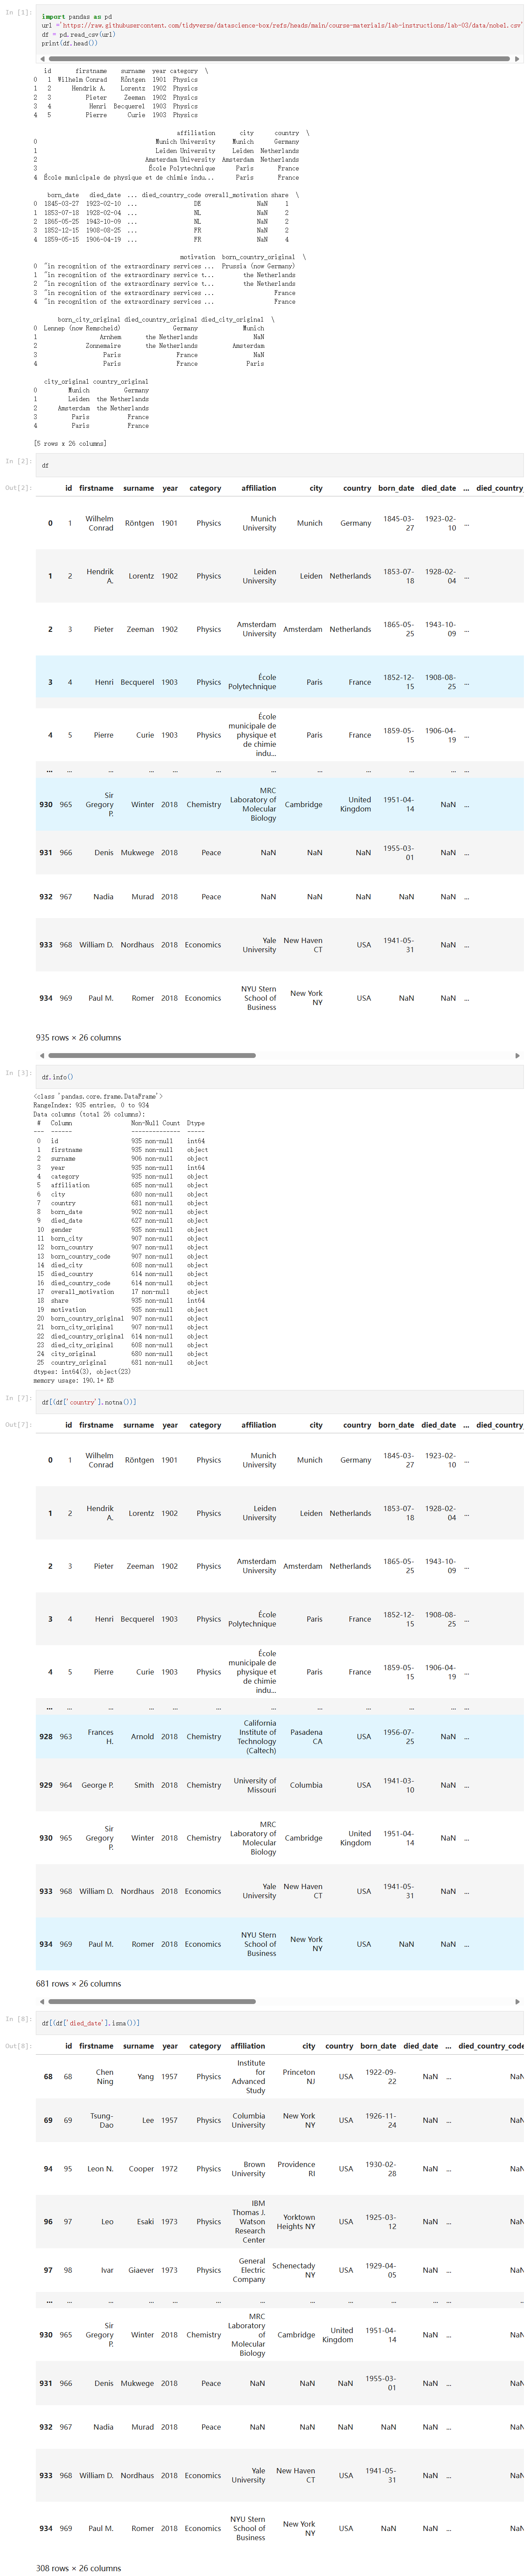 In [1]:
import pandas as pd
url ='https://raw.githubusercontent.com/tidyverse/datascience-box/refs/heads/main/course-materials/lab-instructions/lab-03/data/nobel.csv'
df = pd.read_csv(url)
print(df.head())
id firstname surname year category \
0 1 Wilhelm Conrad Röntgen 1901 Physics
1 2 Hendrik A. Lorentz 1902 Physics
2 3 Pieter Zeeman 1902 Physics
3 4 Henri Becquerel 1903 Physics
4 5 Pierre Curie 1903 Physics
affiliation city country \
0 Munich University Munich Germany
1 Leiden University Leiden Netherlands
2 Amsterdam University Amsterdam Netherlands
3 École Polytechnique Paris France
4 École municipale de physique et de chimie indu... Paris France
born_date died_date ... died_country_code overall_motivation share \
0 1845-03-27 1923-02-10 ... DE NaN 1
1 1853-07-18 1928-02-04 ... NL NaN 2
2 1865-05-25 1943-10-09 ... NL NaN 2
3 1852-12-15 1908-08-25 ... FR NaN 2
4 1859-05-15 1906-04-19 ... FR NaN 4
motivation born_country_original \
0 "in recognition of the extraordinary services ... Prussia (now Germany)
1 "in recognition of the extraordinary service t... the Netherlands
2 "in recognition of the extraordinary service t... the Netherlands
3 "in recognition of the extraordinary services ... France
4 "in recognition of the extraordinary services ... France
born_city_original died_country_original died_city_original \
0 Lennep (now Remscheid) Germany Munich
1 Arnhem the Netherlands NaN
2 Zonnemaire the Netherlands Amsterdam
3 Paris France NaN
4 Paris France Paris
city_original country_original
0 Munich Germany
1 Leiden the Netherlands
2 Amsterdam the Netherlands
3 Paris France
4 Paris France
[5 rows x 26 columns]
In [2]:
df
Out[2]:
id firstname surname year category affiliation city country born_date died_date ... died_country_
0 1 Wilhelm Conrad Röntgen 1901 Physics Munich University Munich Germany 1845-03-27 1923-02-10 ...
1 2 Hendrik A. Lorentz 1902 Physics Leiden University Leiden Netherlands 1853-07-18 1928-02-04 ...
2 3 Pieter Zeeman 1902 Physics Amsterdam University Amsterdam Netherlands 1865-05-25 1943-10-09 ...
3 4 Henri Becquerel 1903 Physics École Polytechnique Paris France 1852-12-15 1908-08-25 ...
4 5 Pierre Curie 1903 Physics École municipale de physique et de chimie indu... Paris France 1859-05-15 1906-04-19 ...
... ... ... ... ... ... ... ... ... ... ... ...
930 965 Sir Gregory P. Winter 2018 Chemistry MRC Laboratory of Molecular Biology Cambridge United Kingdom 1951-04-14 NaN ...
931 966 Denis Mukwege 2018 Peace NaN NaN NaN 1955-03-01 NaN ...
932 967 Nadia Murad 2018 Peace NaN NaN NaN NaN NaN ...
933 968 William D. Nordhaus 2018 Economics Yale University New Haven CT USA 1941-05-31 NaN ...
934 969 Paul M. Romer 2018 Economics NYU Stern School of Business New York NY USA NaN NaN ...
935 rows × 26 columns
In [3]:
df.info()
<class 'pandas.core.frame.DataFrame'>
RangeIndex: 935 entries, 0 to 934
Data columns (total 26 columns):
# Column Non-Null Count Dtype
--- ------ -------------- -----
0 id 935 non-null int64
1 firstname 935 non-null object
2 surname 906 non-null object
3 year 935 non-null int64
4 category 935 non-null object
5 affiliation 685 non-null object
6 city 680 non-null object
7 country 681 non-null object
8 born_date 902 non-null object
9 died_date 627 non-null object
10 gender 935 non-null object
11 born_city 907 non-null object
12 born_country 907 non-null object
13 born_country_code 907 non-null object
14 died_city 608 non-null object
15 died_country 614 non-null object
16 died_country_code 614 non-null object
17 overall_motivation 17 non-null object
18 share 935 non-null int64
19 motivation 935 non-null object
20 born_country_original 907 non-null object
21 born_city_original 907 non-null object
22 died_country_original 614 non-null object
23 died_city_original 608 non-null object
24 city_original 680 non-null object
25 country_original 681 non-null object
dtypes: int64(3), object(23)
memory usage: 190.1+ KB
In [7]:
df[(df['country'].notna())]
Out[7]:
id firstname surname year category affiliation city country born_date died_date ... died_country_
0 1 Wilhelm Conrad Röntgen 1901 Physics Munich University Munich Germany 1845-03-27 1923-02-10 ...
1 2 Hendrik A. Lorentz 1902 Physics Leiden University Leiden Netherlands 1853-07-18 1928-02-04 ...
2 3 Pieter Zeeman 1902 Physics Amsterdam University Amsterdam Netherlands 1865-05-25 1943-10-09 ...
3 4 Henri Becquerel 1903 Physics École Polytechnique Paris France 1852-12-15 1908-08-25 ...
4 5 Pierre Curie 1903 Physics École municipale de physique et de chimie indu... Paris France 1859-05-15 1906-04-19 ...
... ... ... ... ... ... ... ... ... ... ... ...
928 963 Frances H. Arnold 2018 Chemistry California Institute of Technology (Caltech) Pasadena CA USA 1956-07-25 NaN ...
929 964 George P. Smith 2018 Chemistry University of Missouri Columbia USA 1941-03-10 NaN ...
930 965 Sir Gregory P. Winter 2018 Chemistry MRC Laboratory of Molecular Biology Cambridge United Kingdom 1951-04-14 NaN ...
933 968 William D. Nordhaus 2018 Economics Yale University New Haven CT USA 1941-05-31 NaN ...
934 969 Paul M. Romer 2018 Economics NYU Stern School of Business New York NY USA NaN NaN ...
681 rows × 26 columns
In [8]:
df[(df['died_date'].isna())]
Out[8]:
id firstname surname year category affiliation city country born_date died_date ... died_country_code
68 68 Chen Ning Yang 1957 Physics Institute for Advanced Study Princeton NJ USA 1922-09-22 NaN ... NaN
69 69 Tsung-Dao Lee 1957 Physics Columbia University New York NY USA 1926-11-24 NaN ... NaN
94 95 Leon N. Cooper 1972 Physics Brown University Providence RI USA 1930-02-28 NaN ... NaN
96 97 Leo Esaki 1973 Physics IBM Thomas J. Watson Research Center Yorktown Heights NY USA 1925-03-12 NaN ... NaN
97 98 Ivar Giaever 1973 Physics General Electric Company Schenectady NY USA 1929-04-05 NaN ... NaN
... ... ... ... ... ... ... ... ... ... ... ... ...
930 965 Sir Gregory P. Winter 2018 Chemistry MRC Laboratory of Molecular Biology Cambridge United Kingdom 1951-04-14 NaN ... NaN
931 966 Denis Mukwege 2018 Peace NaN NaN NaN 1955-03-01 NaN ... NaN
932 967 Nadia Murad 2018 Peace NaN NaN NaN NaN NaN ... NaN
933 968 William D. Nordhaus 2018 Economics Yale University New Haven CT USA 1941-05-31 NaN ... NaN
934 969 Paul M. Romer 2018 Economics NYU Stern School of Business New York NY USA NaN NaN ... NaN
308 rows × 26 columns